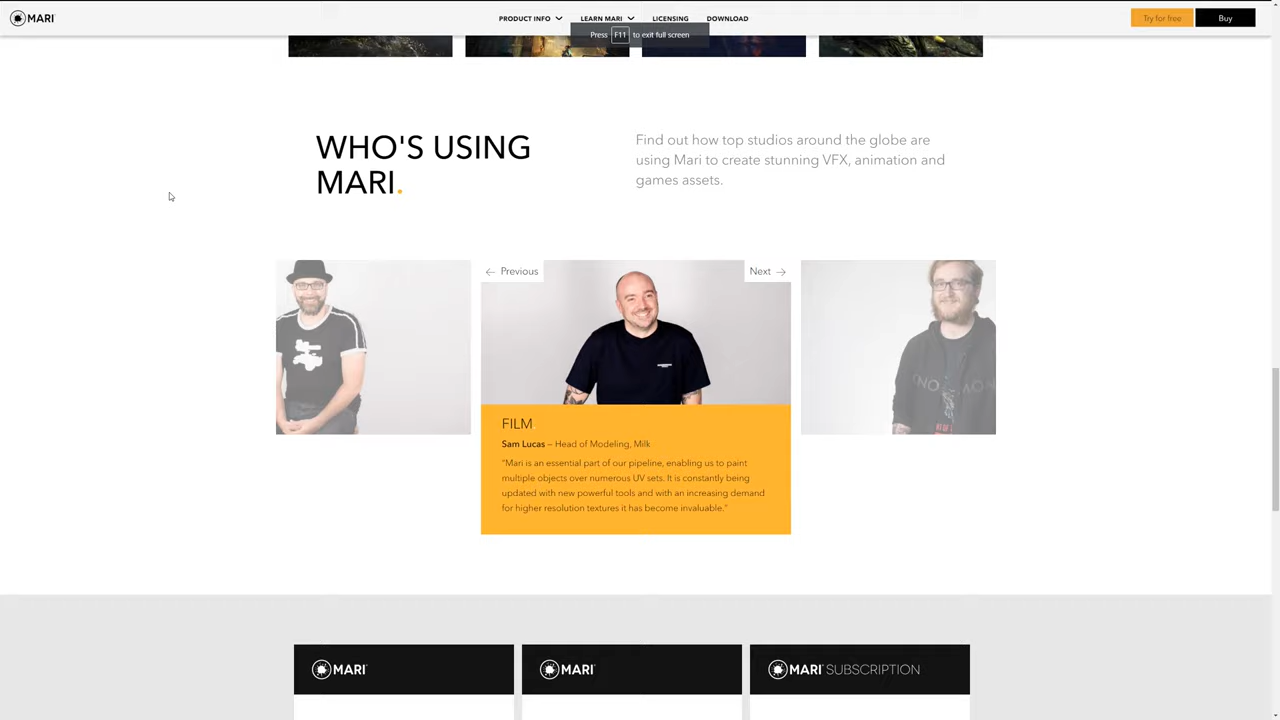 MARI
PRODUCT INFO
LEARN MARI
LICENSING
DOWNLOAD
Try for free
Buy
Press F11 to exit full screen
WHO'S USING
MARI.
Find out how top studios around the globe are
using Mari to create stunning VFX, animation and
games assets.
Previous
Next
FILM.
Sam Lucas – Head of Modeling, Milk
“Mari is an essential part of our pipeline, enabling us to paint
multiple objects over numerous UV sets. It is constantly being
updated with new powerful tools and with an increasing demand
for higher resolution textures it has become invaluable.”
MARI
MARI
MARI SUBSCRIPTION